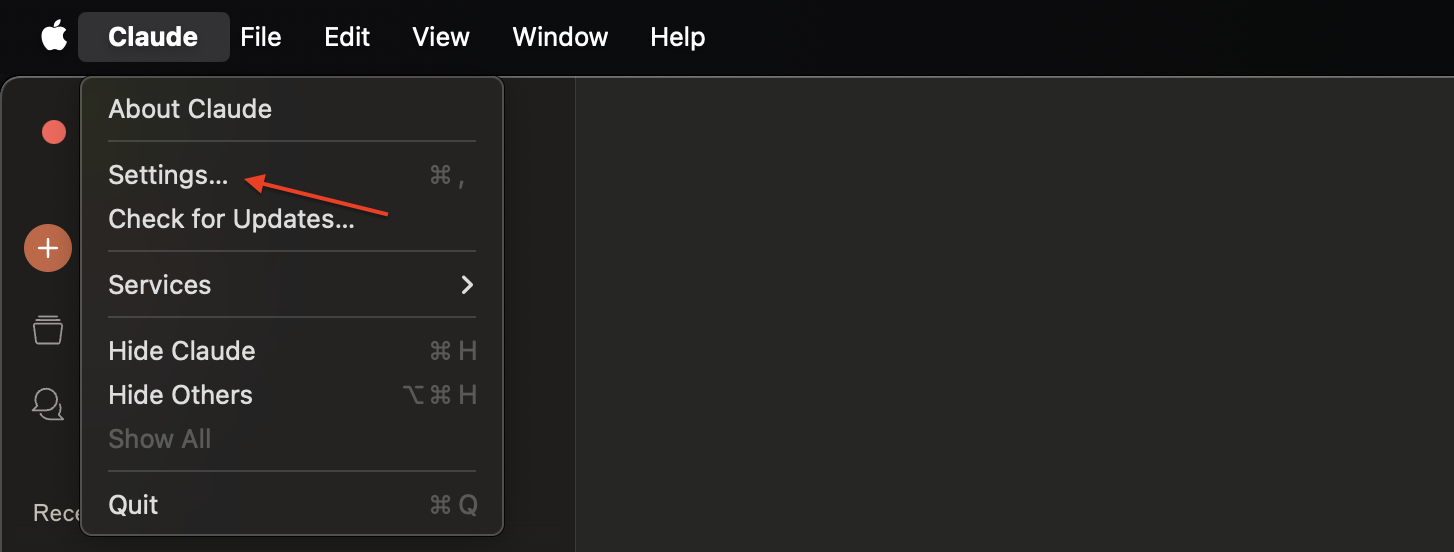 Claude File Edit View Window Help
About Claude
Settings... ⌘ ,
Check for Updates...
Services
Hide Claude ⌘ H
Hide Others ⌥ ⌘ H
Show All
Quit ⌘ Q